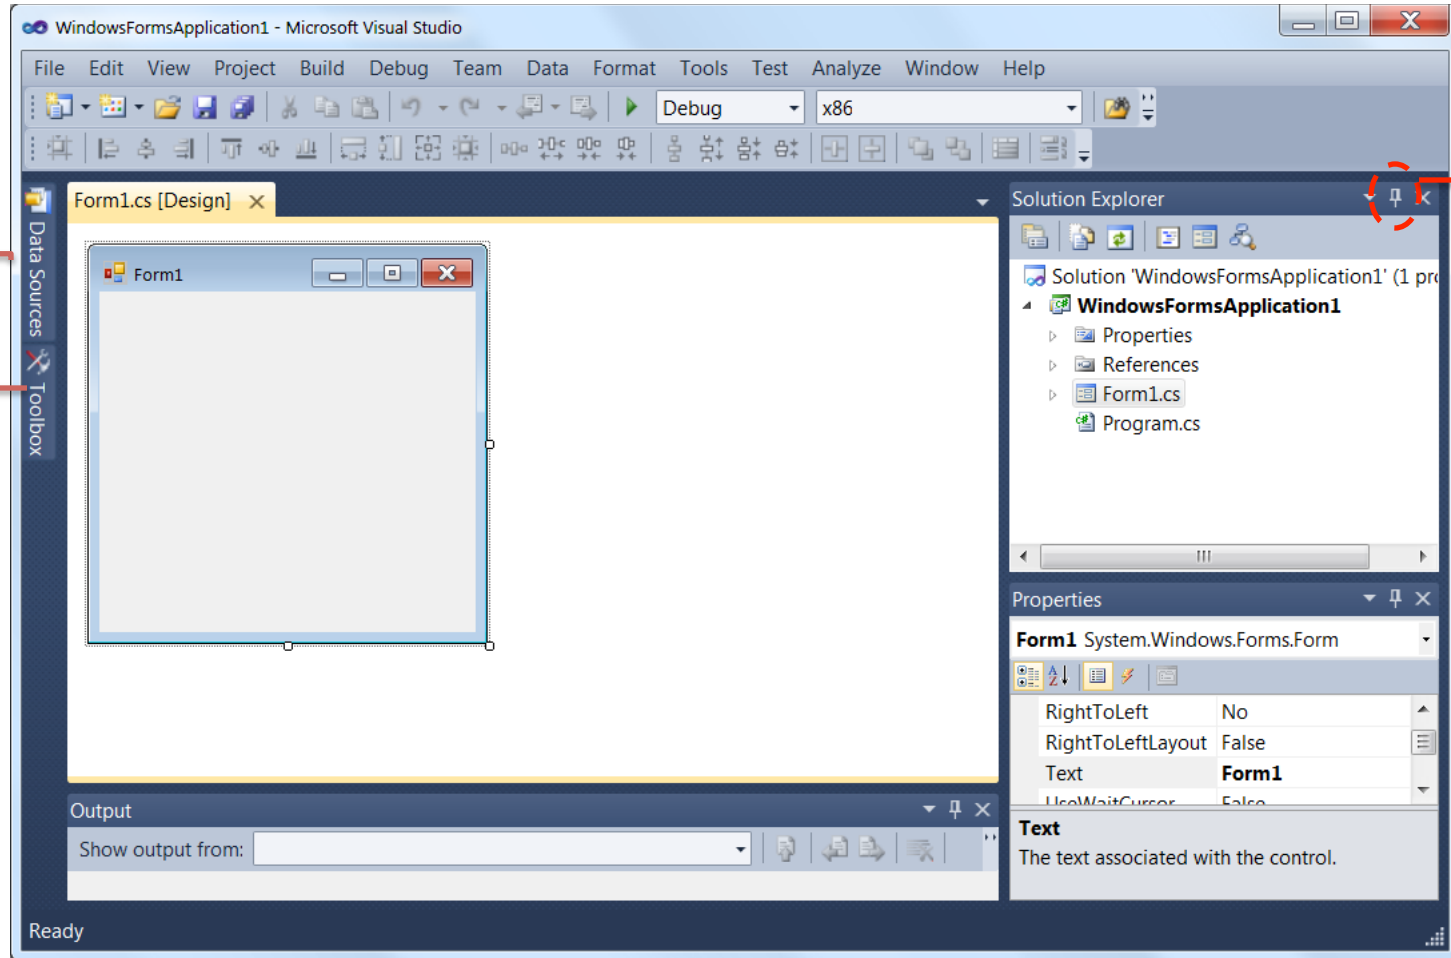 WindowsFormsApplication1 - Microsoft Visual Studio
File Edit View Project Build Debug Team Data Format Tools Test Analyze Window Help
Debug x86
Data Sources
Toolbox
Form1.cs [Design]
Form1
Solution Explorer
Solution 'WindowsFormsApplication1' (1 pro
WindowsFormsApplication1
Properties
References
Form1.cs
Program.cs
Properties
Form1 System.Windows.Forms.Form
RightToLeft No
RightToLeftLayout False
Text Form1
UseWaitCursor False
Text
The text associated with the control.
Output
Show output from:
Ready